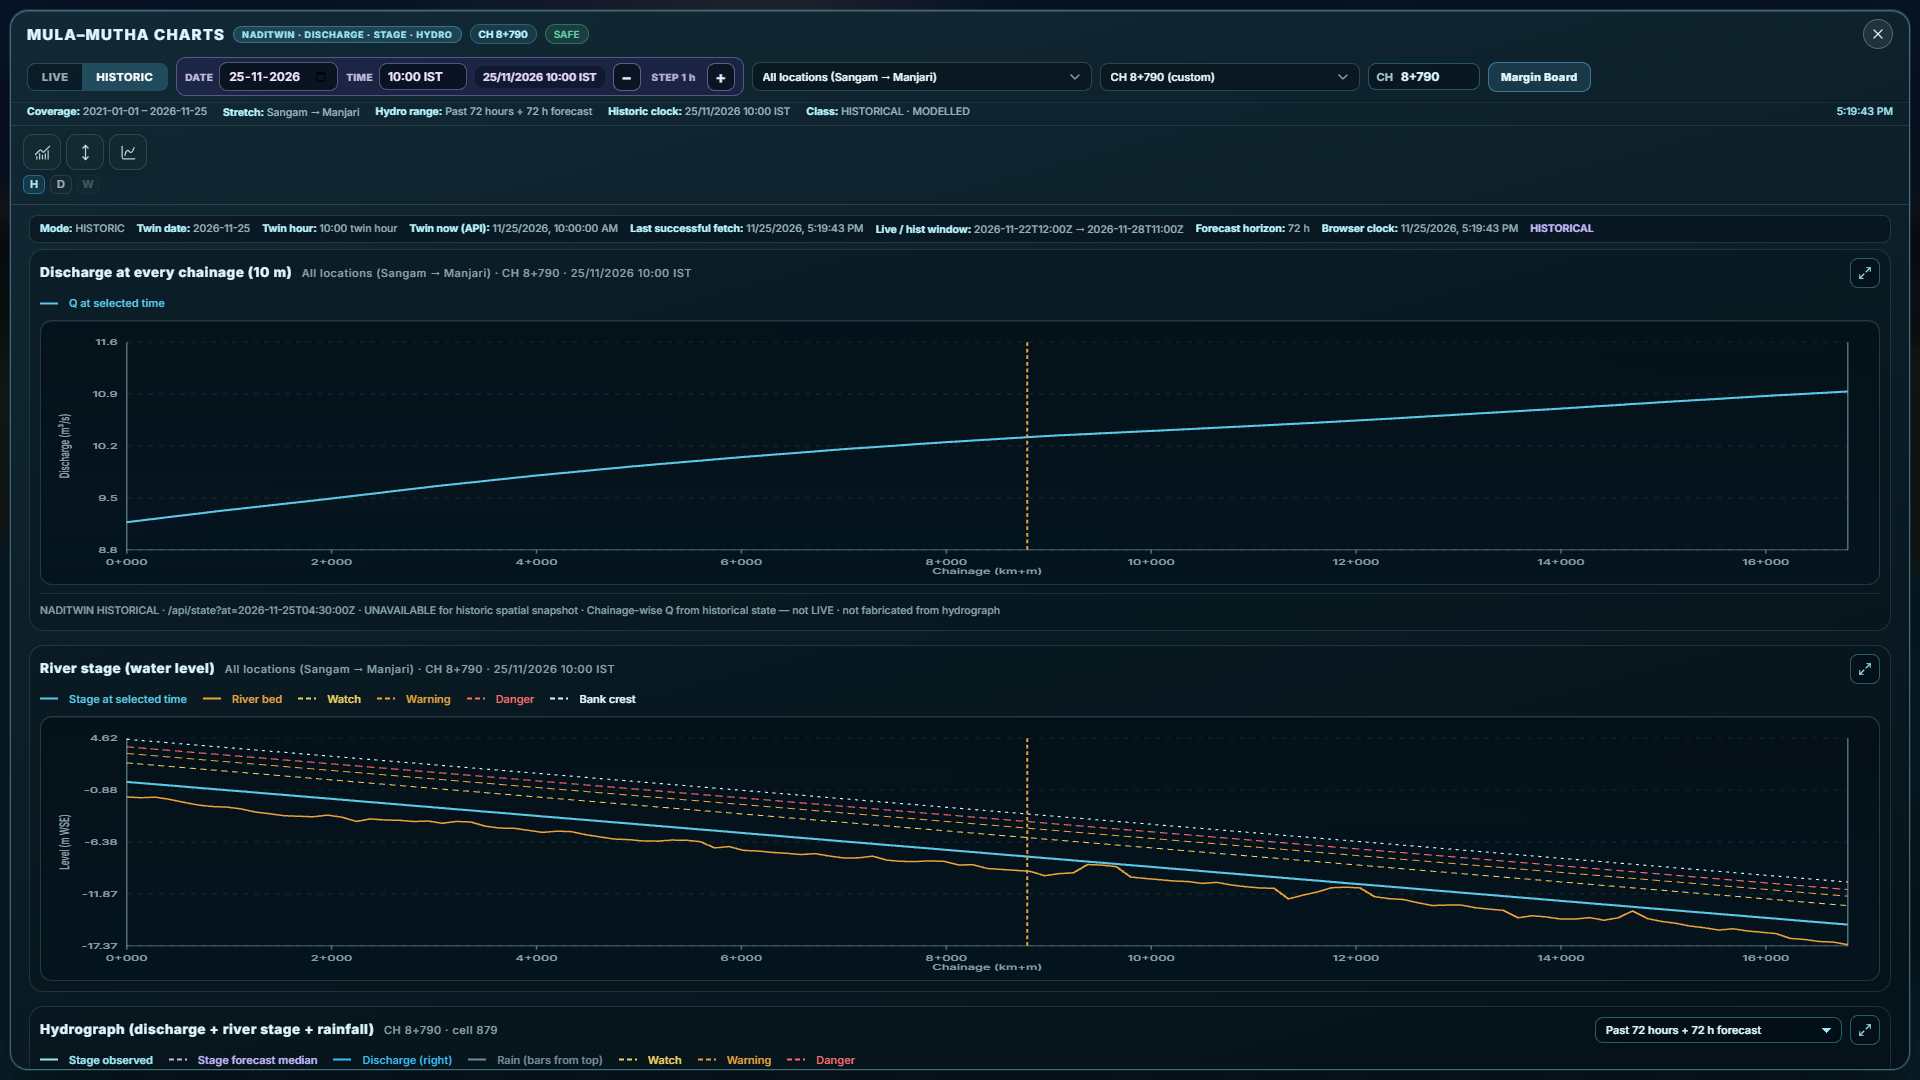 MULA–MUTHA CHARTS NADITWIN · DISCHARGE · STAGE · HYDRO CH 8+790 SAFE
LIVE HISTORIC DATE 25-11-2026 TIME 10:00 IST 25/11/2026 10:00 IST − STEP 1 h + All locations (Sangam → Manjari) CH 8+790 (custom) CH 8+790 Margin Board
Coverage: 2021-01-01 – 2026-11-25 Stretch: Sangam → Manjari Hydro range: Past 72 hours + 72 h forecast Historic clock: 25/11/2026 10:00 IST Class: HISTORICAL · MODELLED 5:19:43 PM
H D W
Mode: HISTORIC Twin date: 2026-11-25 Twin hour: 10:00 twin hour Twin now (API): 11/25/2026, 10:00:00 AM Last successful fetch: 11/25/2026, 5:19:43 PM Live / hist window: 2026-11-22T12:00Z → 2026-11-28T11:00Z Forecast horizon: 72 h Browser clock: 11/25/2026, 5:19:43 PM HISTORICAL
Discharge at every chainage (10 m) All locations (Sangam → Manjari) · CH 8+790 · 25/11/2026 10:00 IST
Q at selected time
11.6
10.9
10.2
9.5
8.8
Discharge (m³/s)
0+000 2+000 4+000 6+000 8+000 10+000 12+000 14+000 16+000
Chainage (km+m)
NADITWIN HISTORICAL · /api/state?at=2026-11-25T04:30:00Z · UNAVAILABLE for historic spatial snapshot · Chainage-wise Q from historical state — not LIVE · not fabricated from hydrograph
River stage (water level) All locations (Sangam → Manjari) · CH 8+790 · 25/11/2026 10:00 IST
Stage at selected time River bed Watch Warning Danger Bank crest
4.62
-0.88
-6.38
-11.87
-17.37
Level (m WSE)
0+000 2+000 4+000 6+000 8+000 10+000 12+000 14+000 16+000
Chainage (km+m)
Hydrograph (discharge + river stage + rainfall) CH 8+790 · cell 879 Past 72 hours + 72 h forecast
Stage observed Stage forecast median Discharge (right) Rain (bars from top) Watch Warning Danger